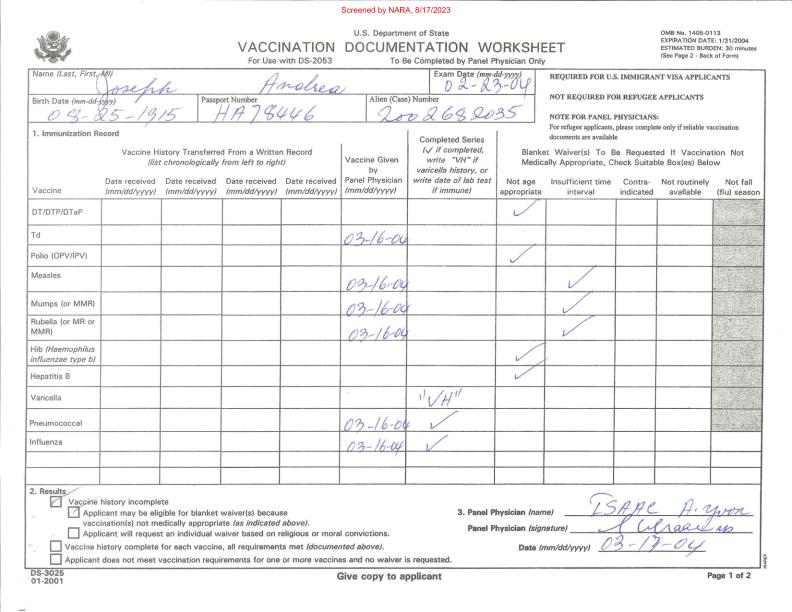 Screened by NARA, 8/17/2023
U.S. Department of State
VACCINATION DOCUMENTATION WORKSHEET
For Use with DS-2053 To Be Completed by Panel Physician Only
OMB No. 1405-0113
EXPIRATION DATE: 1/31/2004
ESTIMATED BURDEN: 30 minutes
(See Page 2 - Back of Form)
Name (Last, First, MI) Joseph Andrea
Exam Date (mm-dd-yyyy) 02-23-04
Birth Date (mm-dd-yyyy) 08-25-1915
Passport Number HA78446
Alien (Case) Number 2002682035
REQUIRED FOR U.S. IMMIGRANT VISA APPLICANTS
NOT REQUIRED FOR REFUGEE APPLICANTS
NOTE FOR PANEL PHYSICIANS:
For refugee applicants, please complete only if reliable vaccination
documents are available
1. Immunization Record
Vaccine History Transferred From a Written Record
(list chronologically from left to right)
Vaccine Given
by
Panel Physician
(mm/dd/yyyy)
Completed Series
(✓ if completed,
write "VH" if
varicella history, or
write date of lab test
if immune)
Blanket Waiver(s) To Be Requested If Vaccination Not
Medically Appropriate, Check Suitable Box(es) Below
Vaccine
Date received
(mm/dd/yyyy)
Date received
(mm/dd/yyyy)
Date received
(mm/dd/yyyy)
Date received
(mm/dd/yyyy)
Not age
appropriate
Insufficient time
interval
Contra-
indicated
Not routinely
available
Not fall
(flu) season
DT/DTP/DTaP ✓
Td 03-16-04
Polio (OPV/IPV) ✓
Measles 03-16-04 ✓
Mumps (or MMR) 03-16-04 ✓
Rubella (or MR or
MMR) 03-16-04 ✓
Hib (Haemophilus
influenzae type b) ✓
Hepatitis B ✓
Varicella "VH"
Pneumococcal 03-16-04 ✓
Influenza 03-16-04 ✓
2. Results
Vaccine history incomplete
Applicant may be eligible for blanket waiver(s) because
vaccination(s) not medically appropriate (as indicated above).
Applicant will request an individual waiver based on religious or moral convictions.
Vaccine history complete for each vaccine, all requirements met (documented above).
Applicant does not meet vaccination requirements for one or more vaccines and no waiver is requested.
3. Panel Physician (name) ISAAC A. Yvon
Panel Physician (signature)
Date (mm/dd/yyyy) 03-17-04
DS-3025
01-2001
Give copy to applicant
Page 1 of 2